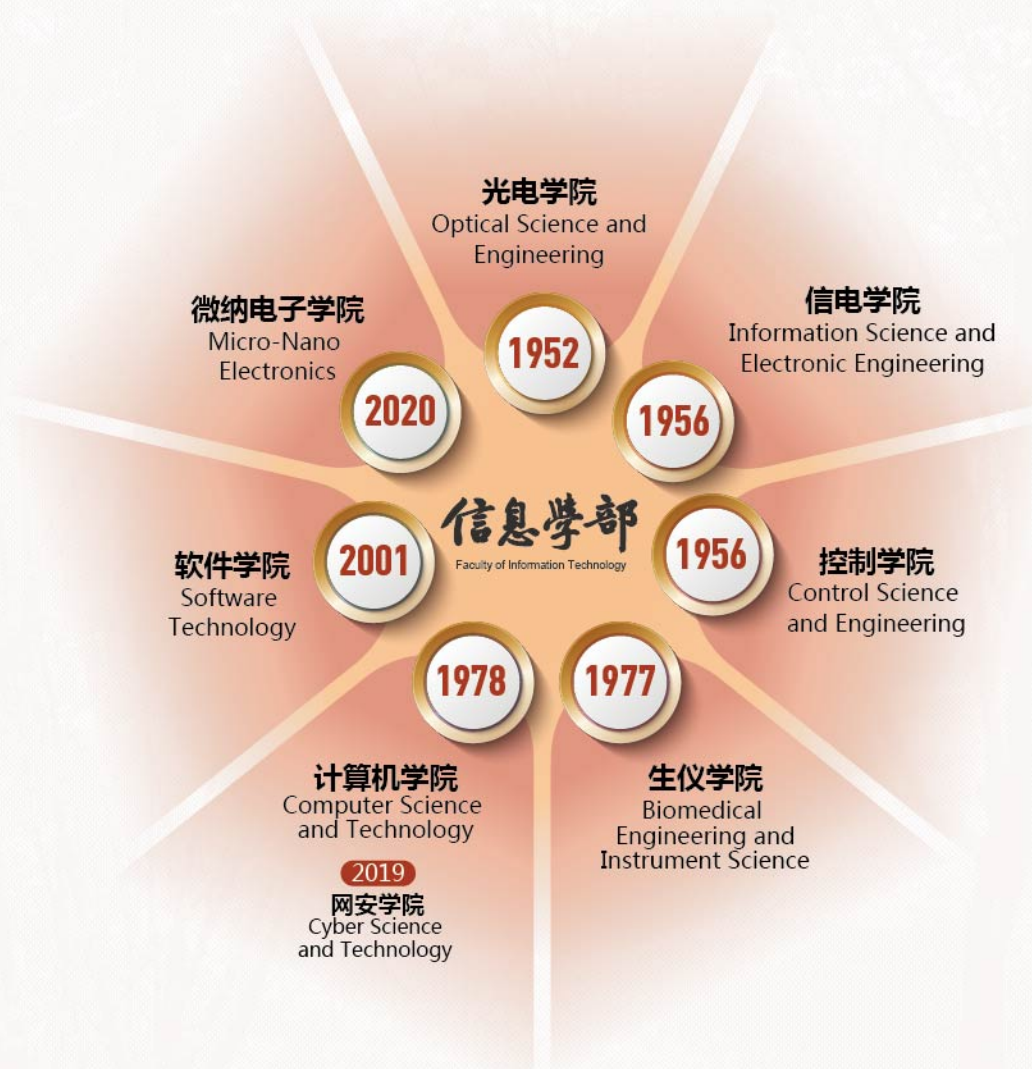 光电学院
Optical Science and
Engineering
1952
信电学院
Information Science and
Electronic Engineering
1956
控制学院
Control Science
and Engineering
1956
生仪学院
Biomedical
Engineering and
Instrument Science
1977
计算机学院
Computer Science
and Technology
1978
2019
网安学院
Cyber Science
and Technology
软件学院
Software
Technology
2001
微纳电子学院
Micro-Nano
Electronics
2020
信息學部
Faculty of Information Technology